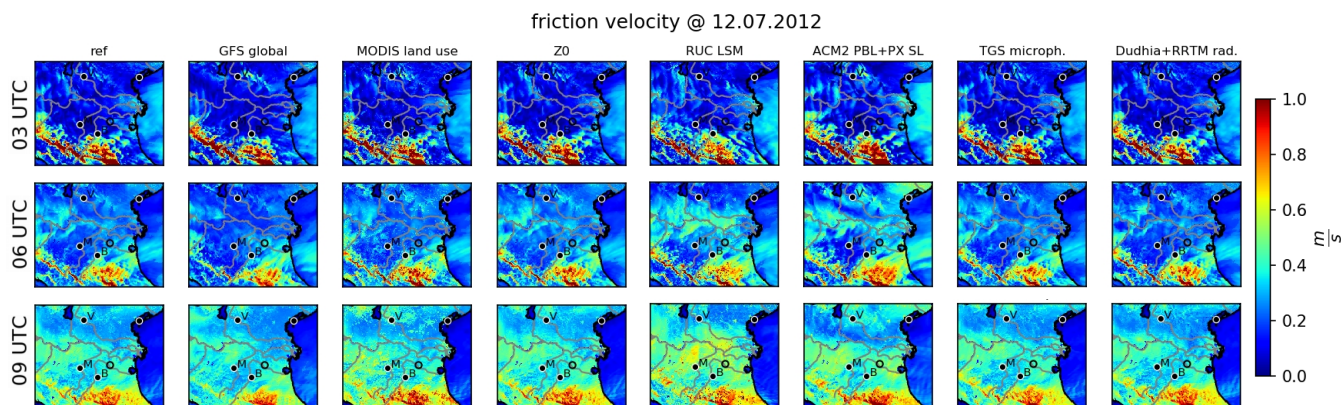 friction velocity @ 12.07.2012
ref GFS global MODIS land use Z0 RUC LSM ACM2 PBL+PX SL TGS microph. Dudhia+RRTM rad.
03 UTC
06 UTC
09 UTC
V M B
1.0
0.8
0.6
0.4
0.2
0.0
m
s